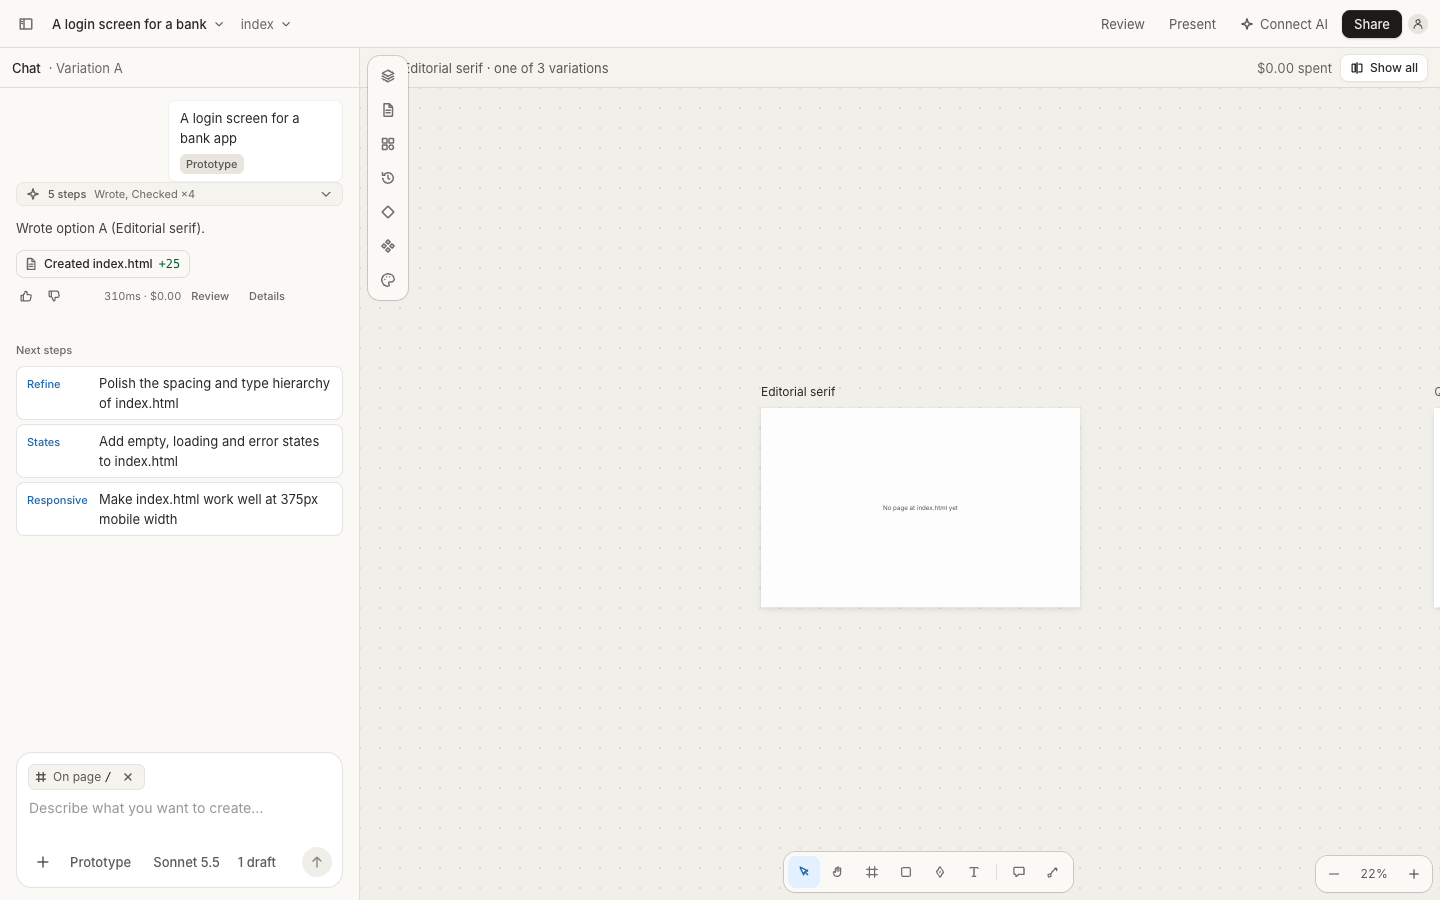 A login screen for a bank
index
Review
Present
Connect AI
Share
Chat · Variation A
Editorial serif · one of 3 variations
$0.00 spent
Show all
A login screen for a
bank app
Prototype
5 steps Wrote, Checked ×4
Wrote option A (Editorial serif).
Created index.html +25
310ms · $0.00 Review Details
Next steps
Refine
Polish the spacing and type hierarchy
of index.html
States
Add empty, loading and error states
to index.html
Responsive
Make index.html work well at 375px
mobile width
Editorial serif
No page at index.html yet
On page /
Describe what you want to create...
Prototype
Sonnet 5.5
1 draft
22%